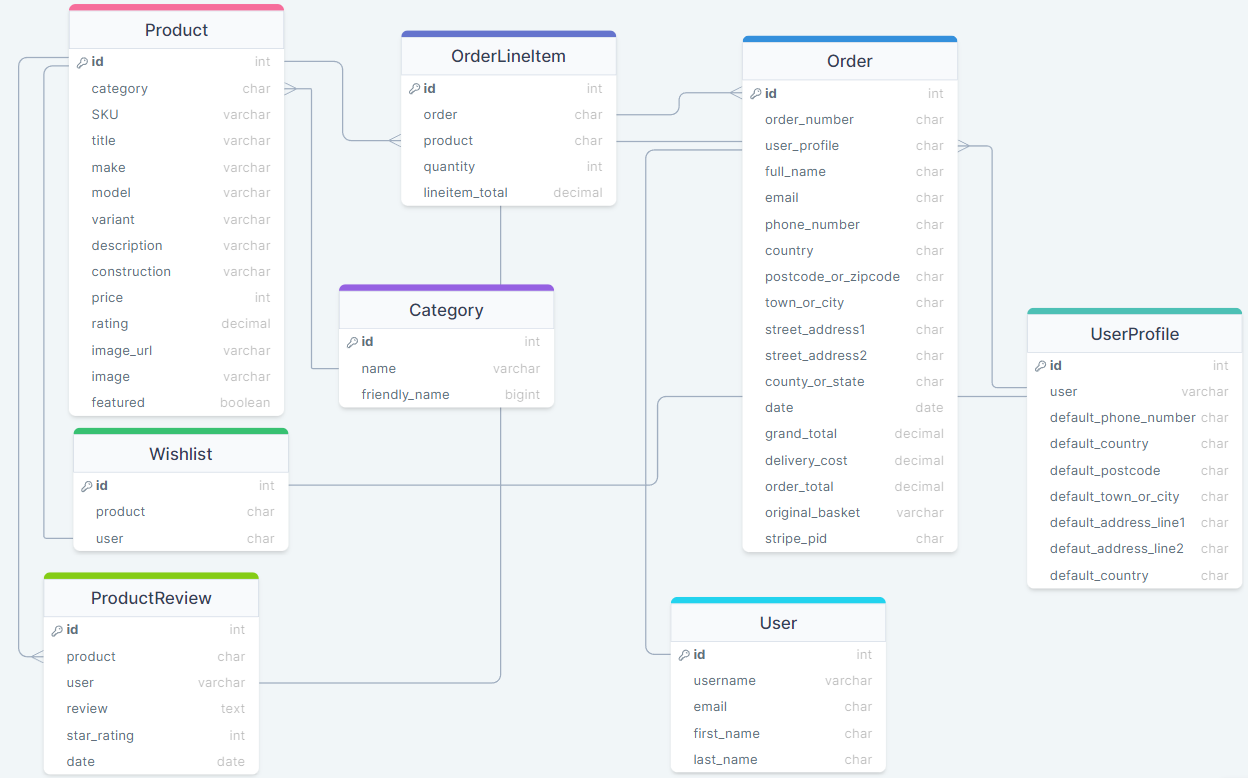 Product
id int
category char
SKU varchar
title varchar
make varchar
model varchar
variant varchar
description varchar
construction varchar
price int
rating decimal
image_url varchar
image varchar
featured boolean
OrderLineItem
id int
order char
product char
quantity int
lineitem_total decimal
Order
id int
order_number char
user_profile char
full_name char
email char
phone_number char
country char
postcode_or_zipcode char
town_or_city char
street_address1 char
street_address2 char
county_or_state char
date date
grand_total decimal
delivery_cost decimal
order_total decimal
original_basket varchar
stripe_pid char
Category
id int
name varchar
friendly_name bigint
UserProfile
id int
user varchar
default_phone_number char
default_country char
default_postcode char
default_town_or_city char
default_address_line1 char
defaut_address_line2 char
default_country char
Wishlist
id int
product char
user char
ProductReview
id int
product char
user varchar
review text
star_rating int
date date
User
id int
username varchar
email char
first_name char
last_name char